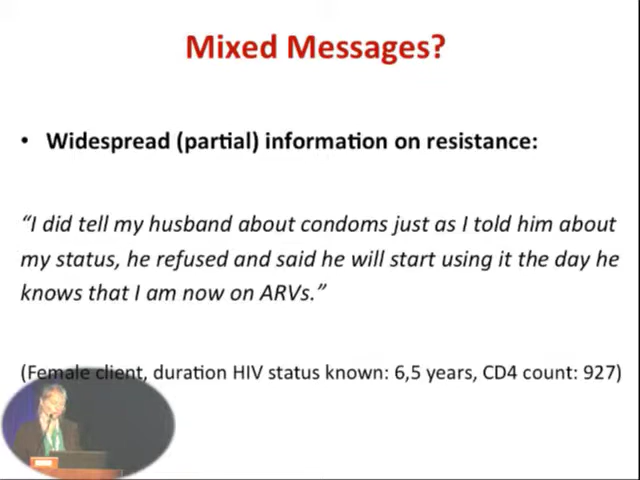 Mixed Messages?
• Widespread (partial) information on resistance:
“I did tell my husband about condoms just as I told him about
my status, he refused and said he will start using it the day he
knows that I am now on ARVs.”
(Female client, duration HIV status known: 6,5 years, CD4 count: 927)